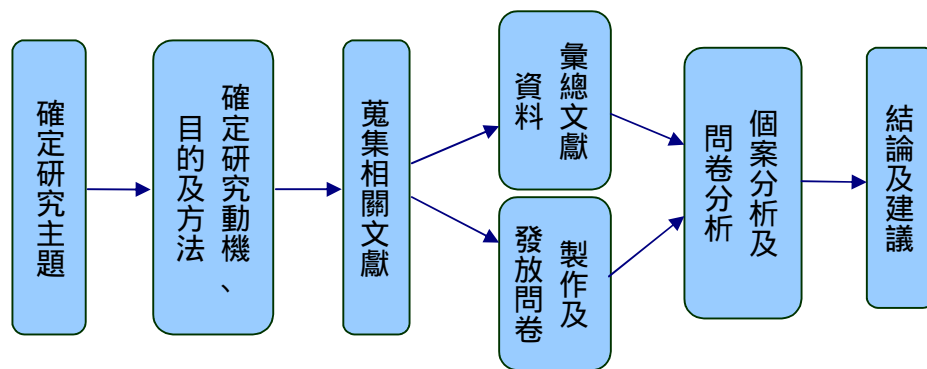 確定研究主題
確定研究動機、
目的及方法
蒐集相關文獻
彙總文獻
資料
製作及
發放問卷
個案分析及
問卷分析
結論及建議